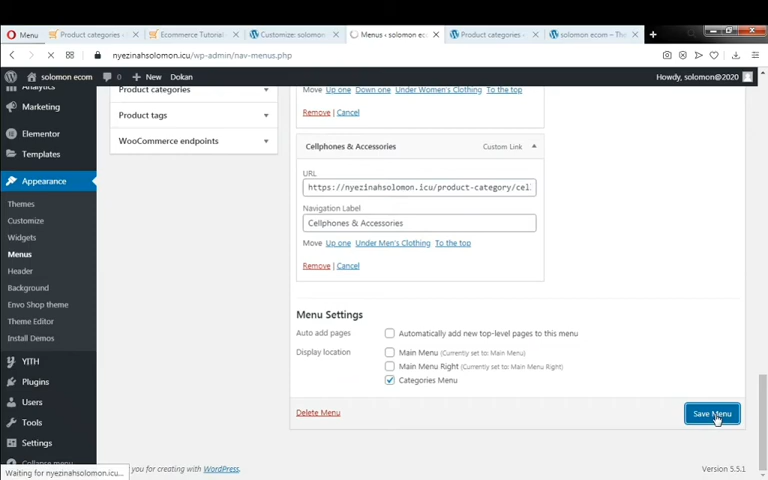 Menu
Product categories -
Ecommerce Tutorial
Customize: solomon
Menus ‹ solomon ec
Product categories -
solomon ecom – The
nyezinahsolomon.icu/wp-admin/nav-menus.php
solomon ecom
0
New
Dokan
Howdy, solomon@2020
Analytics
Marketing
Elementor
Templates
Appearance
Themes
Customize
Widgets
Menus
Header
Background
Envo Shop theme
Theme Editor
Install Demos
YITH
Plugins
Users
Tools
Settings
Collapse menu
Product categories
Product tags
WooCommerce endpoints
Move Up one Down one Under Women's Clothing To the top
Remove | Cancel
Cellphones & Accessories Custom Link
URL
https://nyezinahsolomon.icu/product-category/cel
Navigation Label
Cellphones & Accessories
Move Up one Under Men's Clothing To the top
Remove | Cancel
Menu Settings
Auto add pages Automatically add new top-level pages to this menu
Display location Main Menu (Currently set to: Main Menu)
Main Menu Right (Currently set to: Main Menu Right)
Categories Menu
Delete Menu
Save Menu
Waiting for nyezinahsolomon.icu...
you for creating with WordPress.
Version 5.5.1